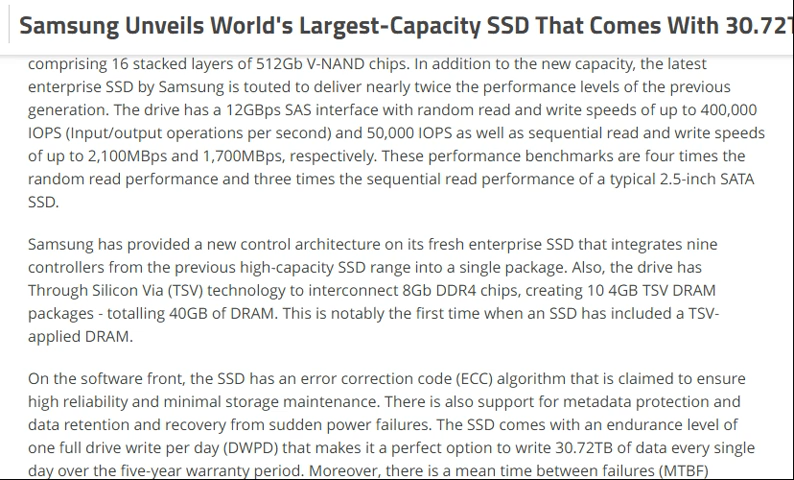 Samsung Unveils World's Largest-Capacity SSD That Comes With 30.72T
comprising 16 stacked layers of 512Gb V-NAND chips. In addition to the new capacity, the latest
enterprise SSD by Samsung is touted to deliver nearly twice the performance levels of the previous
generation. The drive has a 12GBps SAS interface with random read and write speeds of up to 400,000
IOPS (Input/output operations per second) and 50,000 IOPS as well as sequential read and write speeds
of up to 2,100MBps and 1,700MBps, respectively. These performance benchmarks are four times the
random read performance and three times the sequential read performance of a typical 2.5-inch SATA
SSD.
Samsung has provided a new control architecture on its fresh enterprise SSD that integrates nine
controllers from the previous high-capacity SSD range into a single package. Also, the drive has
Through Silicon Via (TSV) technology to interconnect 8Gb DDR4 chips, creating 10 4GB TSV DRAM
packages - totalling 40GB of DRAM. This is notably the first time when an SSD has included a TSV-
applied DRAM.
On the software front, the SSD has an error correction code (ECC) algorithm that is claimed to ensure
high reliability and minimal storage maintenance. There is also support for metadata protection and
data retention and recovery from sudden power failures. The SSD comes with an endurance level of
one full drive write per day (DWPD) that makes it a perfect option to write 30.72TB of data every single
day over the five-year warranty period. Moreover, there is a mean time between failures (MTBF)